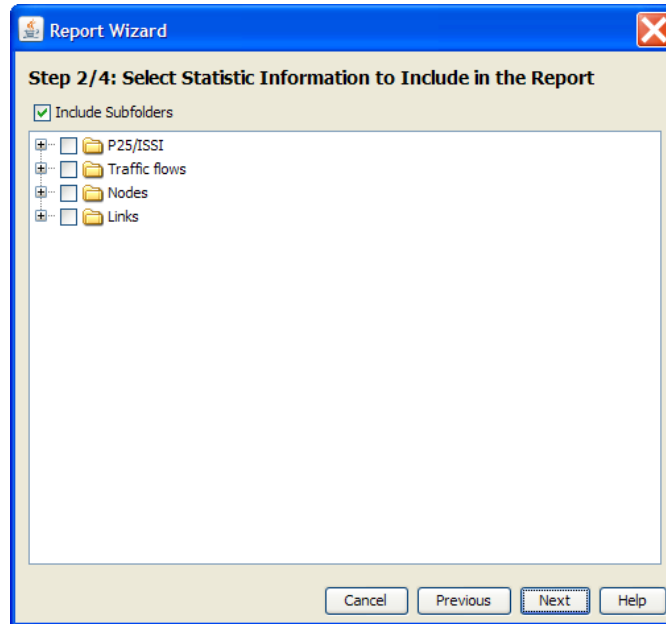 Report Wizard
Step 2/4: Select Statistic Information to Include in the Report
Include Subfolders
P25/ISSI
Traffic flows
Nodes
Links
Cancel Previous Next Help